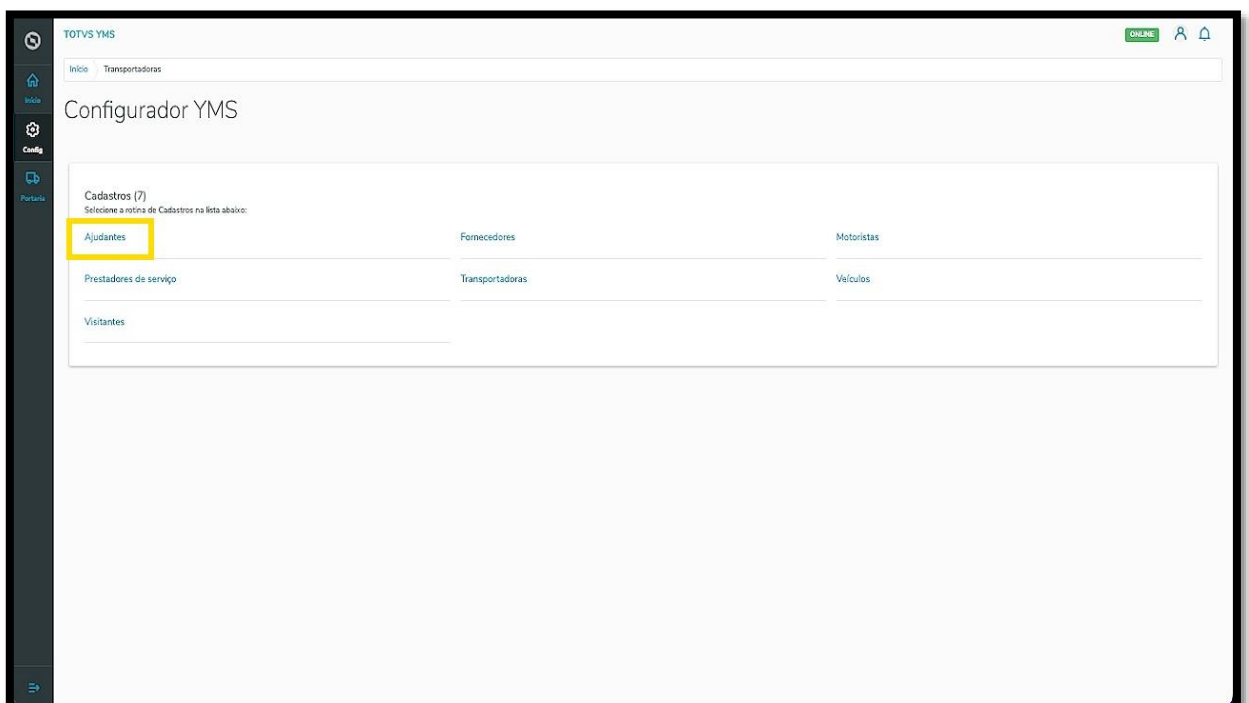 TOTVS YMS
ONLINE
Início
Transportadoras
Início
Configurador YMS
Config
Portaria
Cadastros (7)
Selecione a rotina de Cadastros na lista abaixo:
Ajudantes
Fornecedores
Motoristas
Prestadores de serviço
Transportadoras
Veículos
Visitantes